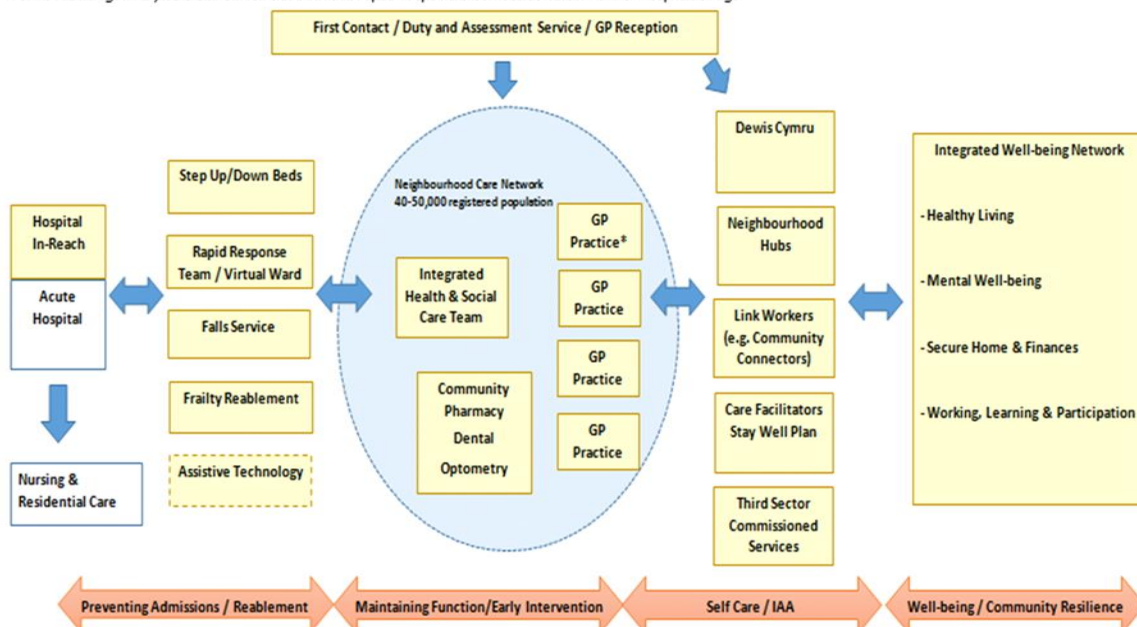 First Contact / Duty and Assessment Service / GP Reception
Neighbourhood Care Network
40-50,000 registered population
Hospital
In-Reach
Acute
Hospital
Nursing &
Residential Care
Step Up/Down Beds
Rapid Response
Team / Virtual Ward
Falls Service
Frailty Reablement
Assistive Technology
Integrated
Health & Social
Care Team
Community
Pharmacy
Dental
Optometry
GP
Practice*
GP
Practice
GP
Practice
GP
Practice
Dewis Cymru
Neighbourhood
Hubs
Link Workers
(e.g. Community
Connectors)
Care Facilitators
Stay Well Plan
Third Sector
Commissioned
Services
Integrated Well-being Network
- Healthy Living
- Mental Well-being
- Secure Home & Finances
- Working, Learning & Participation
Preventing Admissions / Reablement
Maintaining Function/Early Intervention
Self Care / IAA
Well-being / Community Resilience